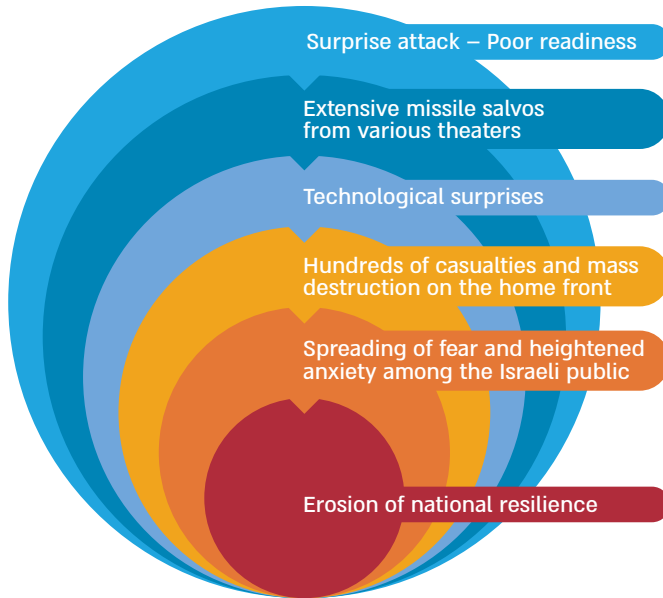 Surprise attack – Poor readiness
Extensive missile salvos
from various theaters
Technological surprises
Hundreds of casualties and mass
destruction on the home front
Spreading of fear and heightened
anxiety among the Israeli public
Erosion of national resilience